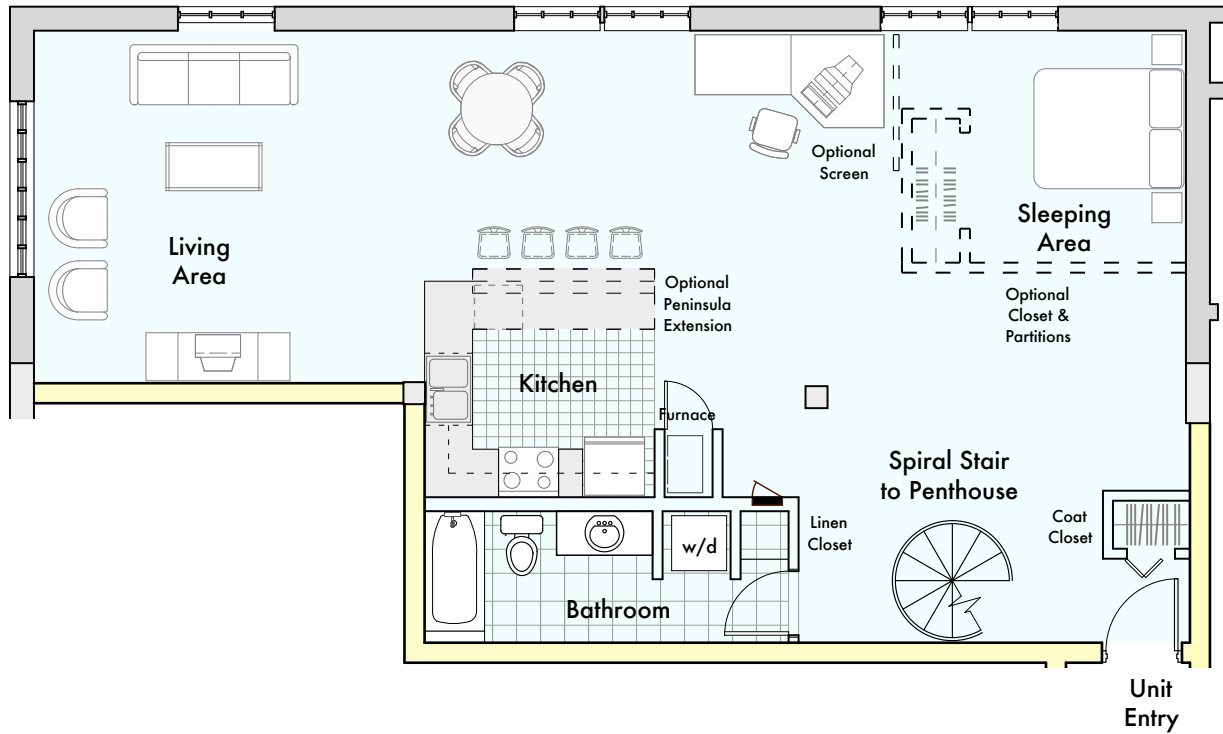 Optional
Screen
Sleeping
Area
Living
Area
Optional
Peninsula
Extension
Optional
Closet &
Partitions
Kitchen
Furnace
Spiral Stair
to Penthouse
Linen
Closet
Coat
Closet
w/d
Bathroom
Unit
Entry